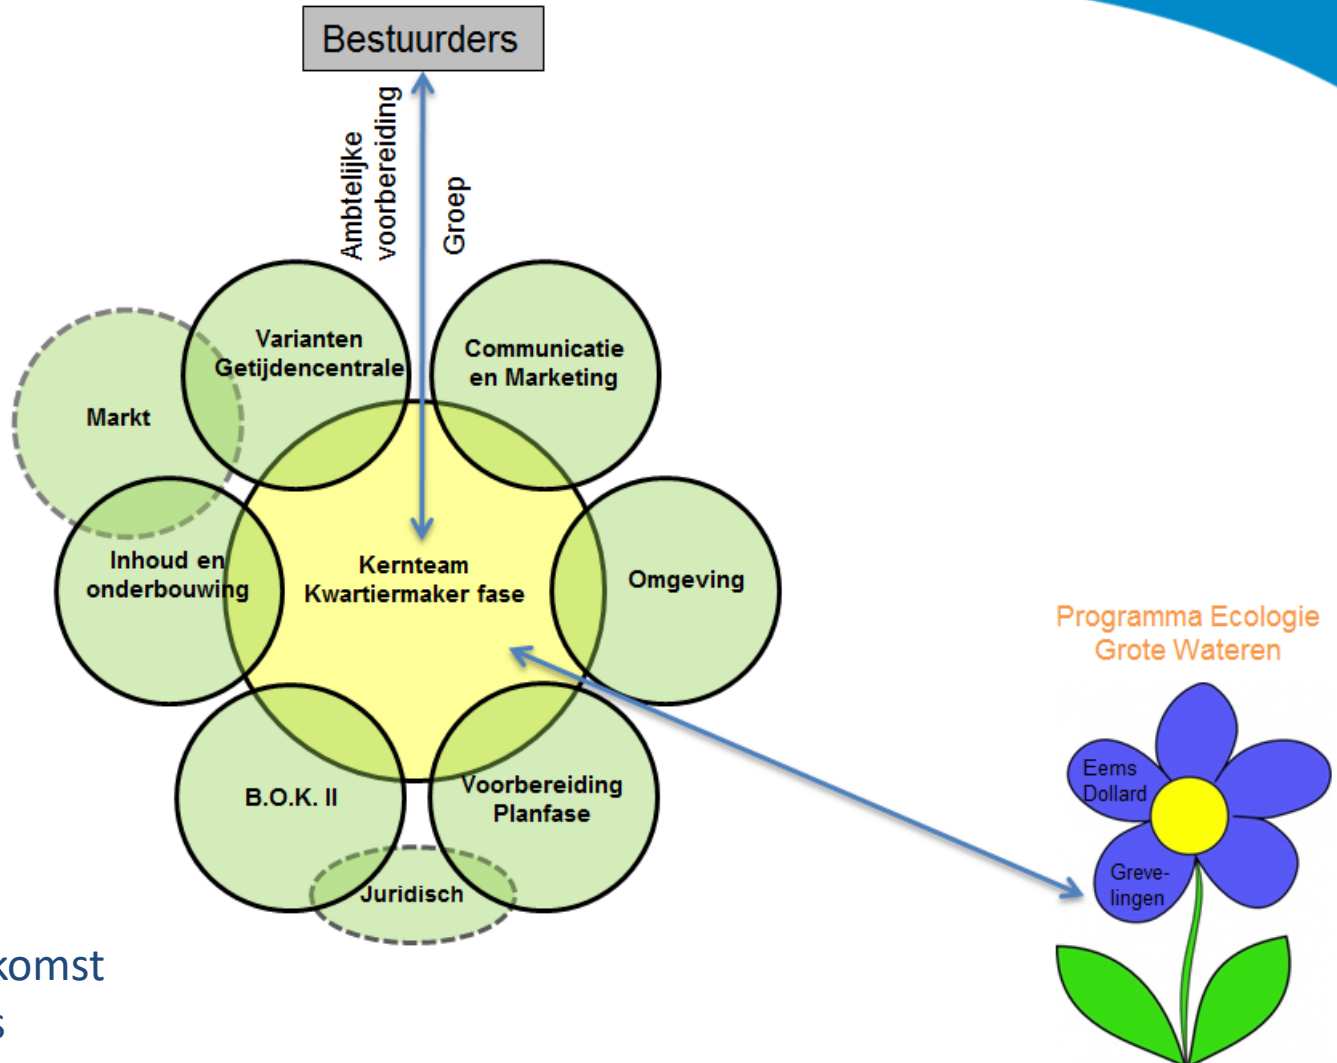 Bestuurders
Ambtelijke
voorbereiding
Groep
Varianten
Getijdencentrale
Communicatie
en Marketing
Markt
Inhoud en
onderbouwing
Kernteam
Kwartiermaker fase
Omgeving
Programma Ecologie
Grote Wateren
Eems
Dollard
Greve-
lingen
B.O.K. II
Voorbereiding
Planfase
Juridisch
komst
s